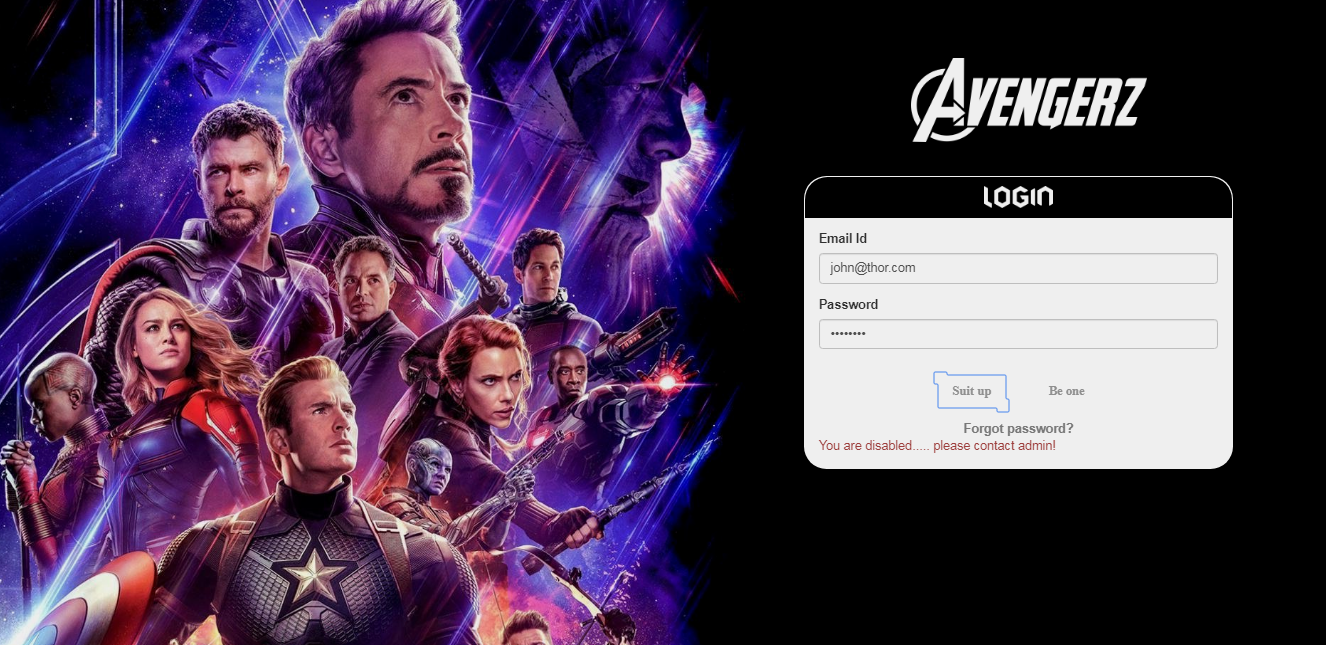 AVENGERZ
LOGIN
Email Id
john@thor.com
Password
••••••••
Suit up
Be one
Forgot password?
You are disabled..... please contact admin!